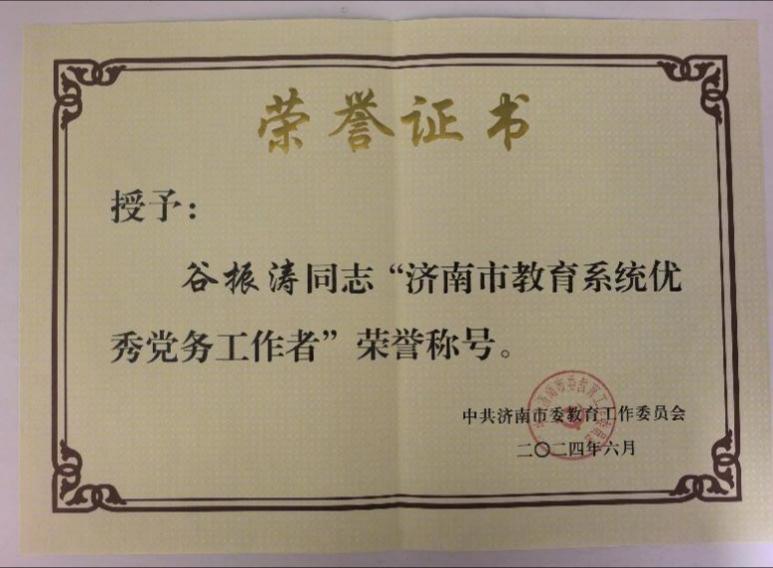 荣誉证书
授予：
谷振涛同志“济南市教育系统优
秀党务工作者”荣誉称号。
中共济南市委教育工作委员会
二〇二四年六月